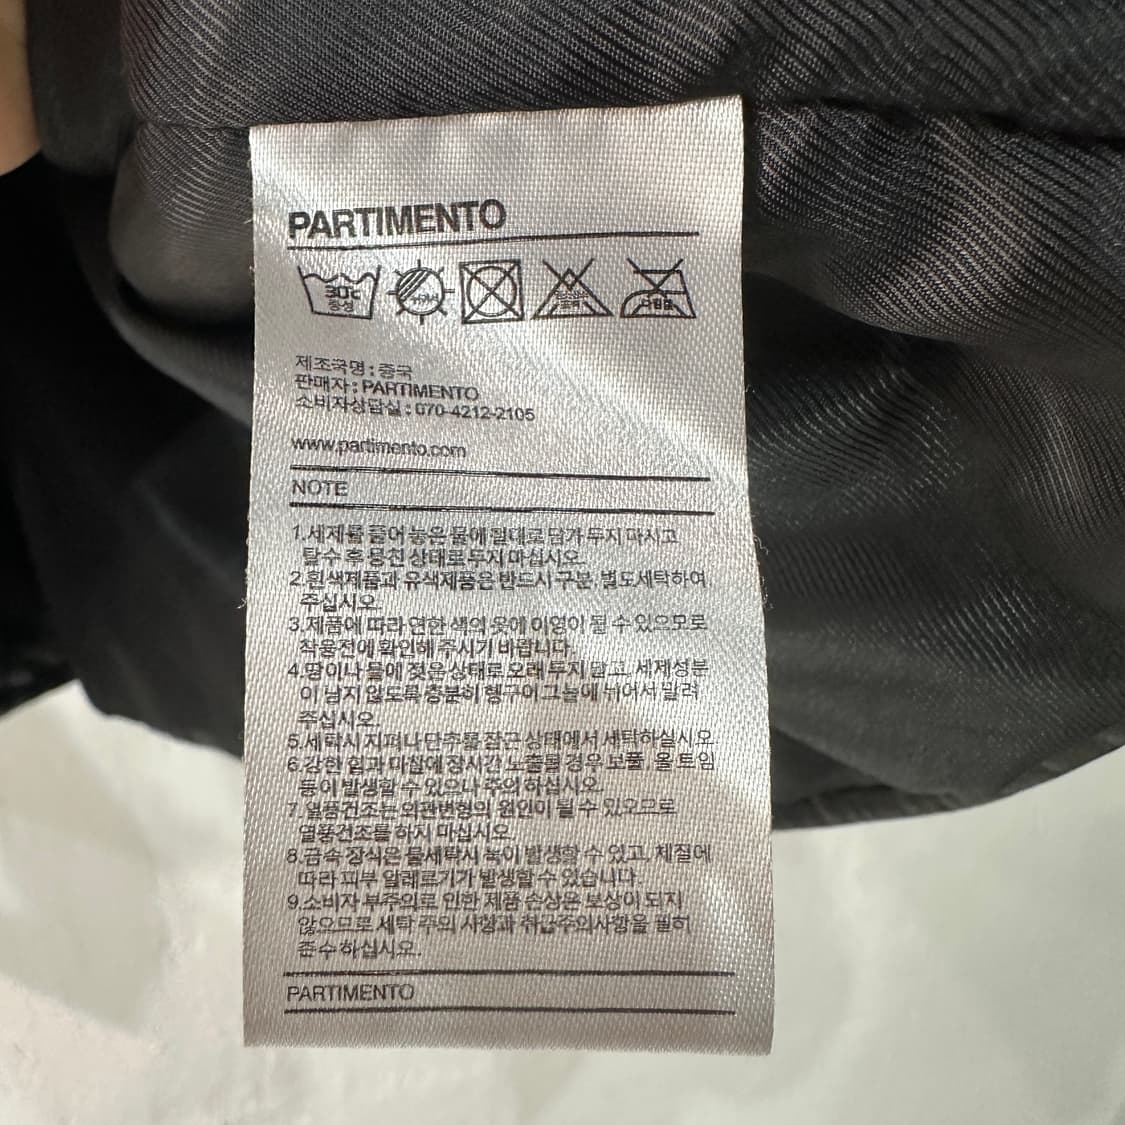 PARTIMENTO
30℃
중성
제조국명 : 중국
판매자 : PARTIMENTO
소비자상담실 : 070-4212-2105
www.partimento.com
NOTE
1.세제를 풀어 놓은 물에 절대로 담가 두지 마시고
탈수 후 뭉친 상태로 두지 마십시오.
2.흰색제품과 유색제품은 반드시 구분, 별도세탁하여
주십시오.
3.제품에 따라 연한 색의 옷에 이염이 될 수 있으므로
착용전에 확인해 주시기 바랍니다.
4.땀이나 물에 젖은 상태로 오래 두지 말고, 세제성분
이 남지 않도록 충분히 헹구어 그늘에 뉘어서 말려
주십시오.
5.세탁시 지퍼나 단추를 잠근 상태에서 세탁하십시오.
6.강한 힘과 마찰에 장시간 노출될 경우 보풀, 올 트임
등이 발생할 수 있으나 주의 하십시오.
7.열풍건조는 외관변형의 원인이 될 수 있으므로
열풍건조를 하지 마십시오.
8.금속 장식은 물세탁시 녹이 발생할 수 있고, 체질에
따라 피부 알레르기가 발생할 수 있습니다.
9.소비자 부주의로 인한 제품 손상은 보상이 되지
않으므로 세탁 주의 사항과 취급주의사항을 필히
준수 하십시오.
PARTIMENTO